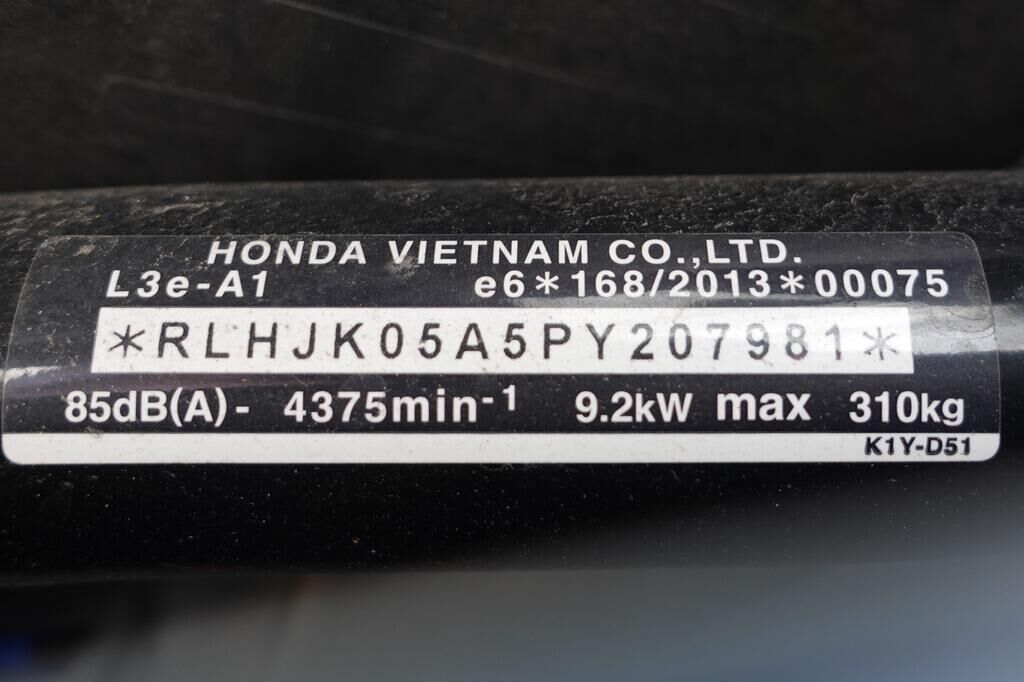 HONDA VIETNAM CO.,LTD.
L3e-A1 e6*168/2013*00075
*RLHJK05A5PY207981*
85dB(A)- 4375min-1 9.2kW max 310kg
K1Y-D51